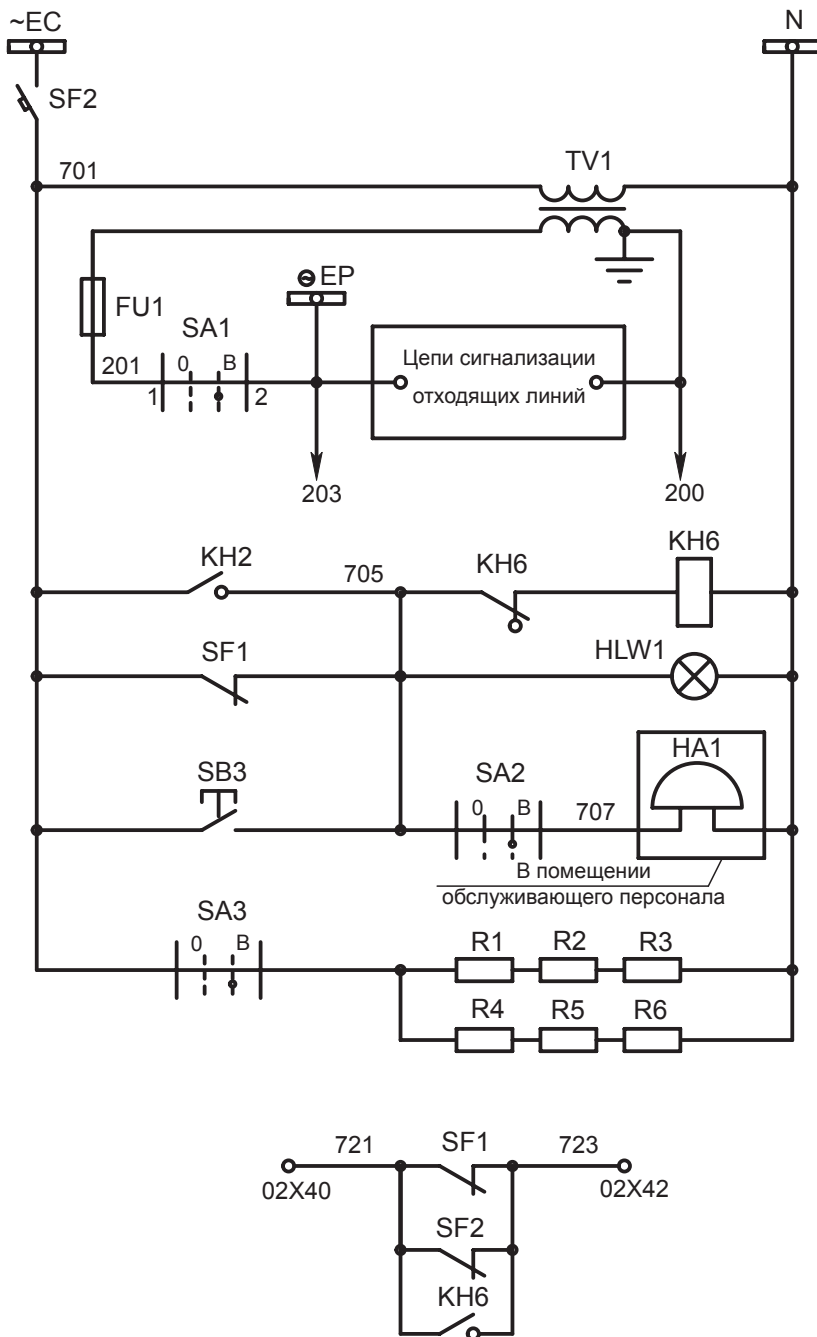 ~EC
N
SF2
701
TV1
EP
FU1
SA1
201
0
B
1
2
Цепи сигнализации
отходящих линий
203
200
KH2
705
KH6
KH6
SF1
HLW1
SB3
SA2
HA1
0
B
707
В помещении
обслуживающего персонала
SA3
0
B
R1
R2
R3
R4
R5
R6
721
SF1
723
02X40
02X42
SF2
KH6